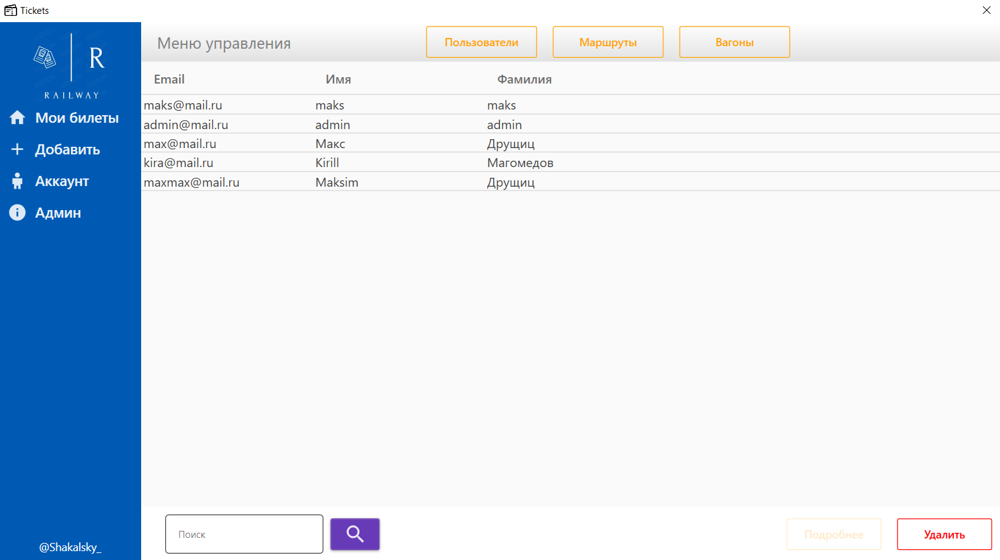 Tickets
R
RAILWAY
Мои билеты
Добавить
Аккаунт
Админ
@Shakalsky_
Меню управления
Пользователи
Маршруты
Вагоны
Email Имя Фамилия
maks@mail.ru maks maks
admin@mail.ru admin admin
max@mail.ru Макс Друщиц
kira@mail.ru Kirill Магомедов
maxmax@mail.ru Maksim Друщиц
Поиск
Подробнее
Удалить